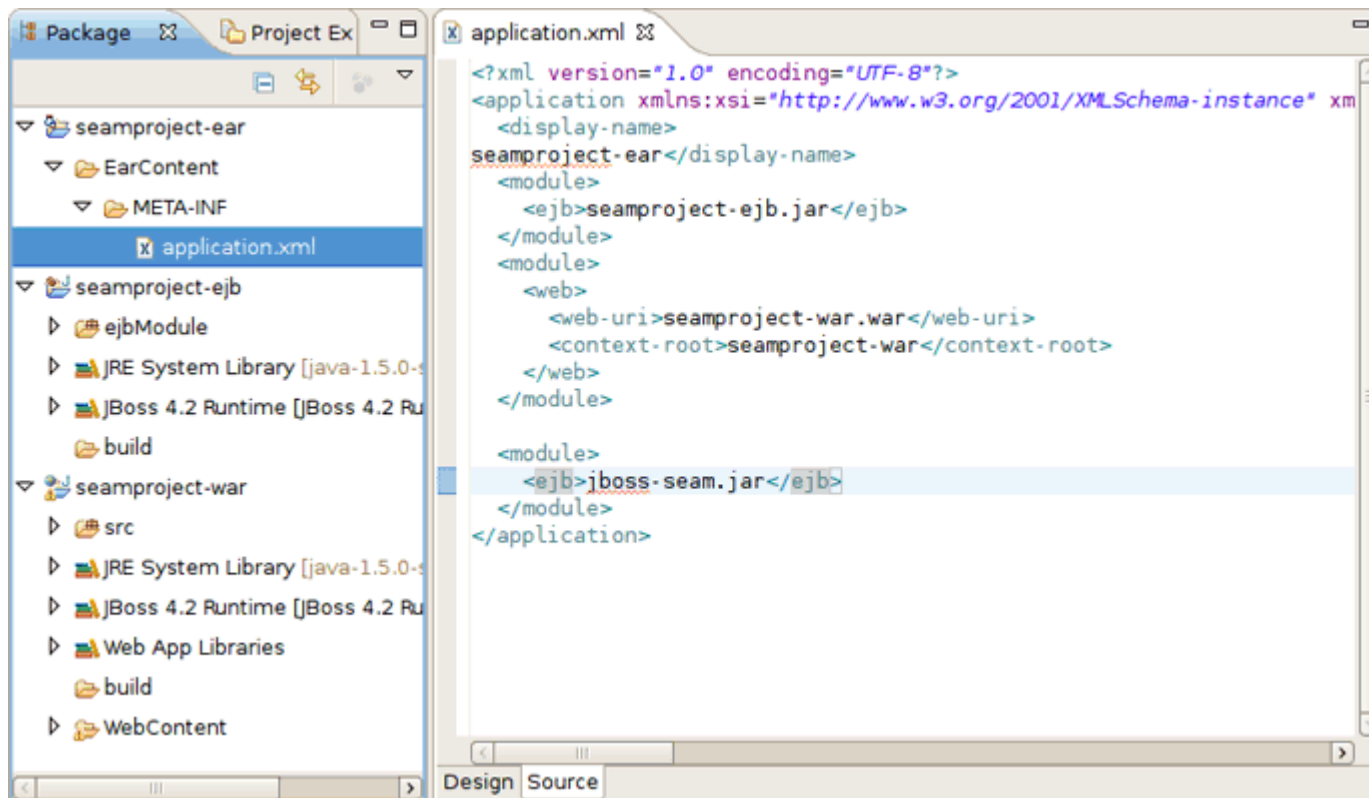 Package
Project Ex
seamproject-ear
EarContent
META-INF
application.xml
seamproject-ejb
ejbModule
JRE System Library [java-1.5.0-s
JBoss 4.2 Runtime [JBoss 4.2 Ru
build
seamproject-war
src
JRE System Library [java-1.5.0-s
JBoss 4.2 Runtime [JBoss 4.2 Ru
Web App Libraries
build
WebContent
application.xml
<?xml version="1.0" encoding="UTF-8"?>
<application xmlns:xsi="http://www.w3.org/2001/XMLSchema-instance" xm
<display-name>
seamproject-ear</display-name>
<module>
<ejb>seamproject-ejb.jar</ejb>
</module>
<module>
<web>
<web-uri>seamproject-war.war</web-uri>
<context-root>seamproject-war</context-root>
</web>
</module>
<module>
<ejb>jboss-seam.jar</ejb>
</module>
</application>
Design Source